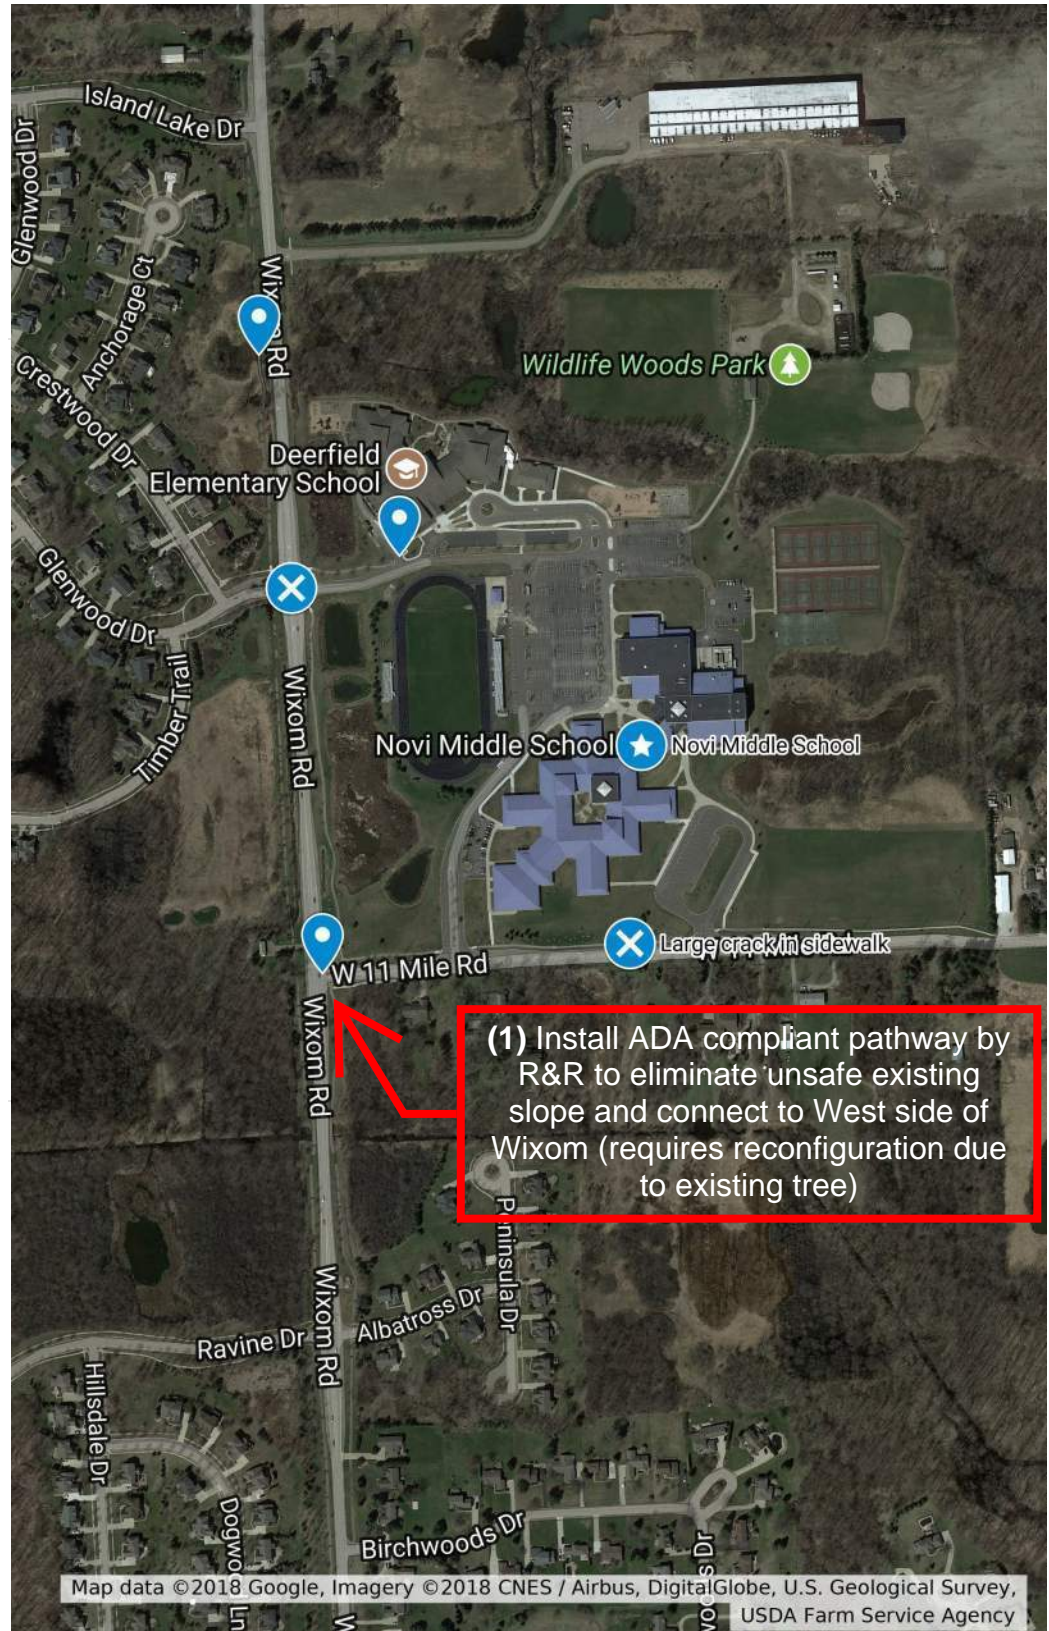 Island Lake Dr
Glenwood Dr
Anchorage Ct
Wixom Rd
Crestwood Dr
Wildlife Woods Park
Deerfield
Elementary School
Glenwood Dr
Timber Trail
Wixom Rd
Novi Middle School
Novi Middle School
Large crack in sidewalk
W 11 Mile Rd
Wixom Rd
(1) Install ADA compliant pathway by
R&R to eliminate unsafe existing
slope and connect to West side of
Wixom (requires reconfiguration due
to existing tree)
Peninsula Dr
Albatross Dr
Ravine Dr
Wixom Rd
Hillsdale Dr
Dogwood Ln
Birchwoods Dr
Map data ©2018 Google, Imagery ©2018 CNES / Airbus, DigitalGlobe, U.S. Geological Survey,
USDA Farm Service Agency